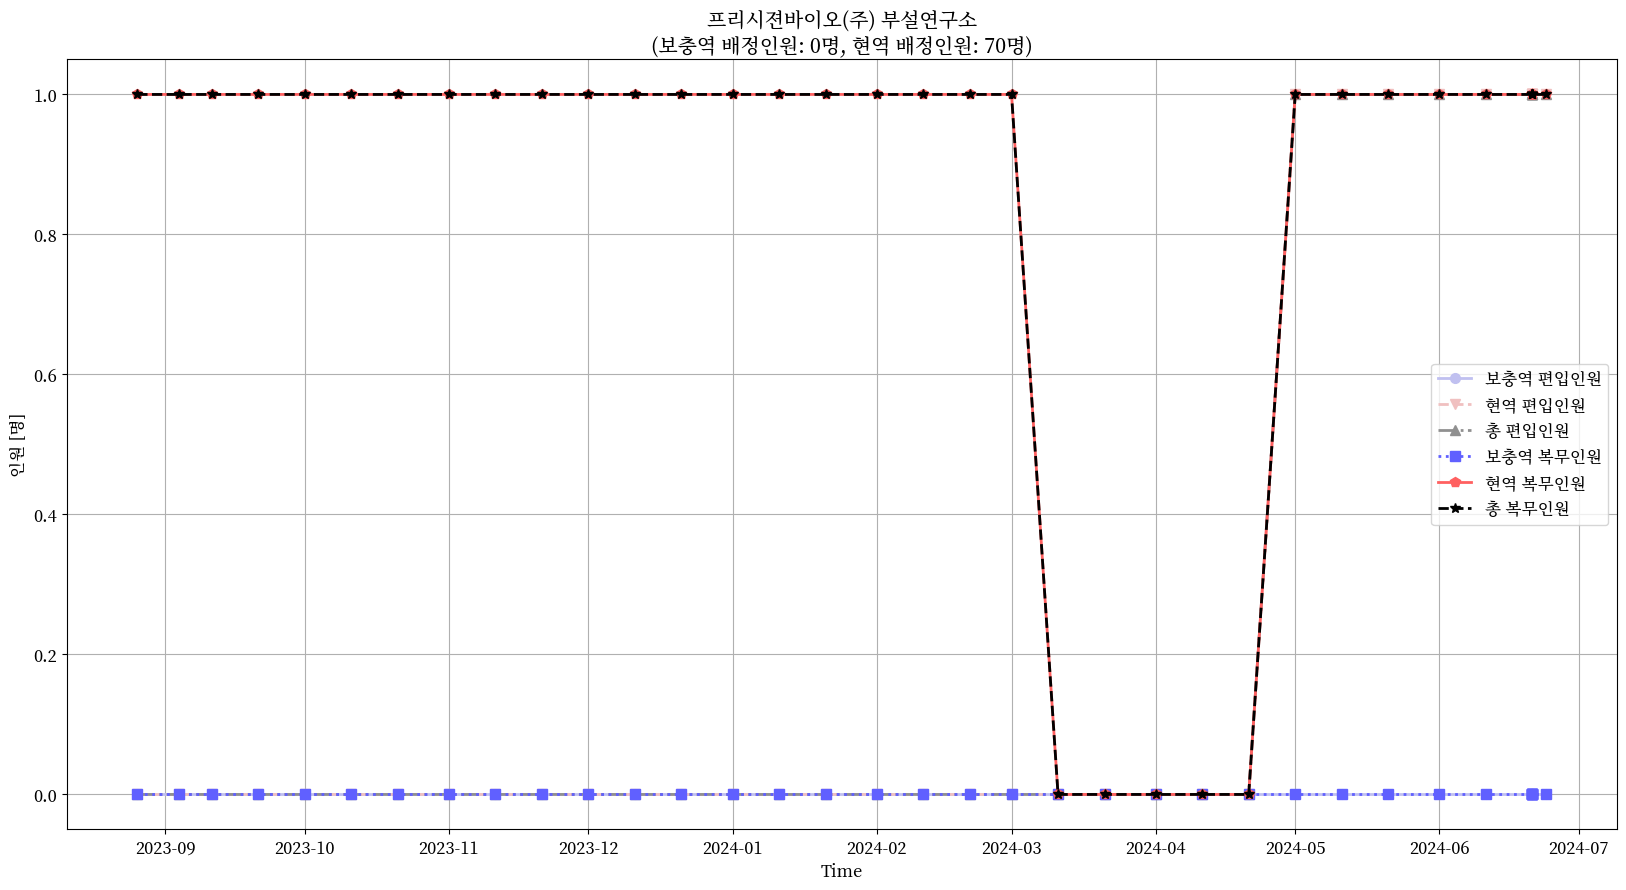 프리시젼바이오(주) 부설연구소
(보충역 배정인원: 0명, 현역 배정인원: 70명)
인원 [명]
1.0
0.8
0.6
0.4
0.2
0.0
보충역 편입인원
현역 편입인원
총 편입인원
보충역 복무인원
현역 복무인원
총 복무인원
2023-09
2023-10
2023-11
2023-12
2024-01
2024-02
2024-03
2024-04
2024-05
2024-06
2024-07
Time